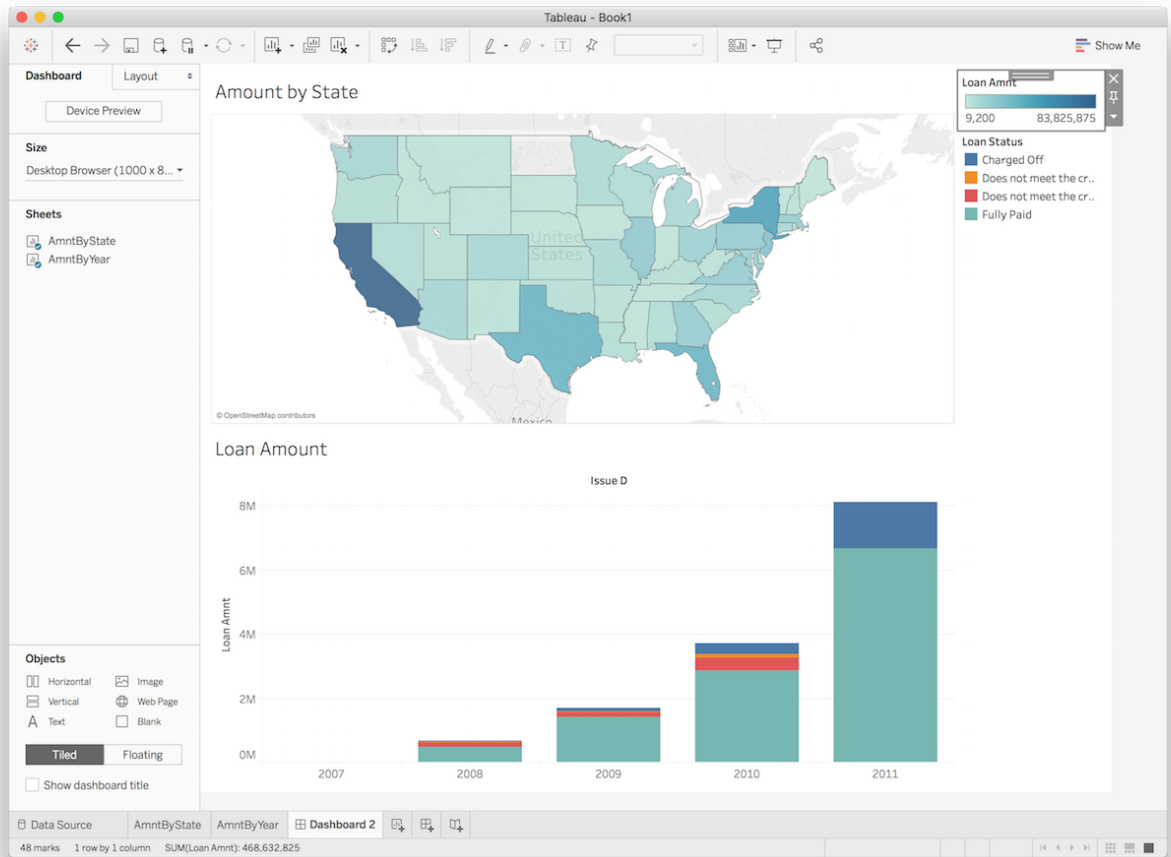 Tableau - Book1
Show Me
Dashboard
Layout
Device Preview
Size
Desktop Browser (1000 x 8...
Sheets
AmntByState
AmntByYear
Amount by State
United
States
Mexico
© OpenStreetMap contributors
Loan Amnt
9,200 83,825,875
Loan Status
Charged Off
Does not meet the cr..
Does not meet the cr..
Fully Paid
Loan Amount
Issue D
Loan Amnt
8M
6M
4M
2M
0M
2007 2008 2009 2010 2011
Objects
Horizontal Image
Vertical Web Page
A Text Blank
Tiled Floating
Show dashboard title
Data Source AmntByState AmntByYear Dashboard 2
48 marks 1 row by 1 column SUM(Loan Amnt): 468,632,825